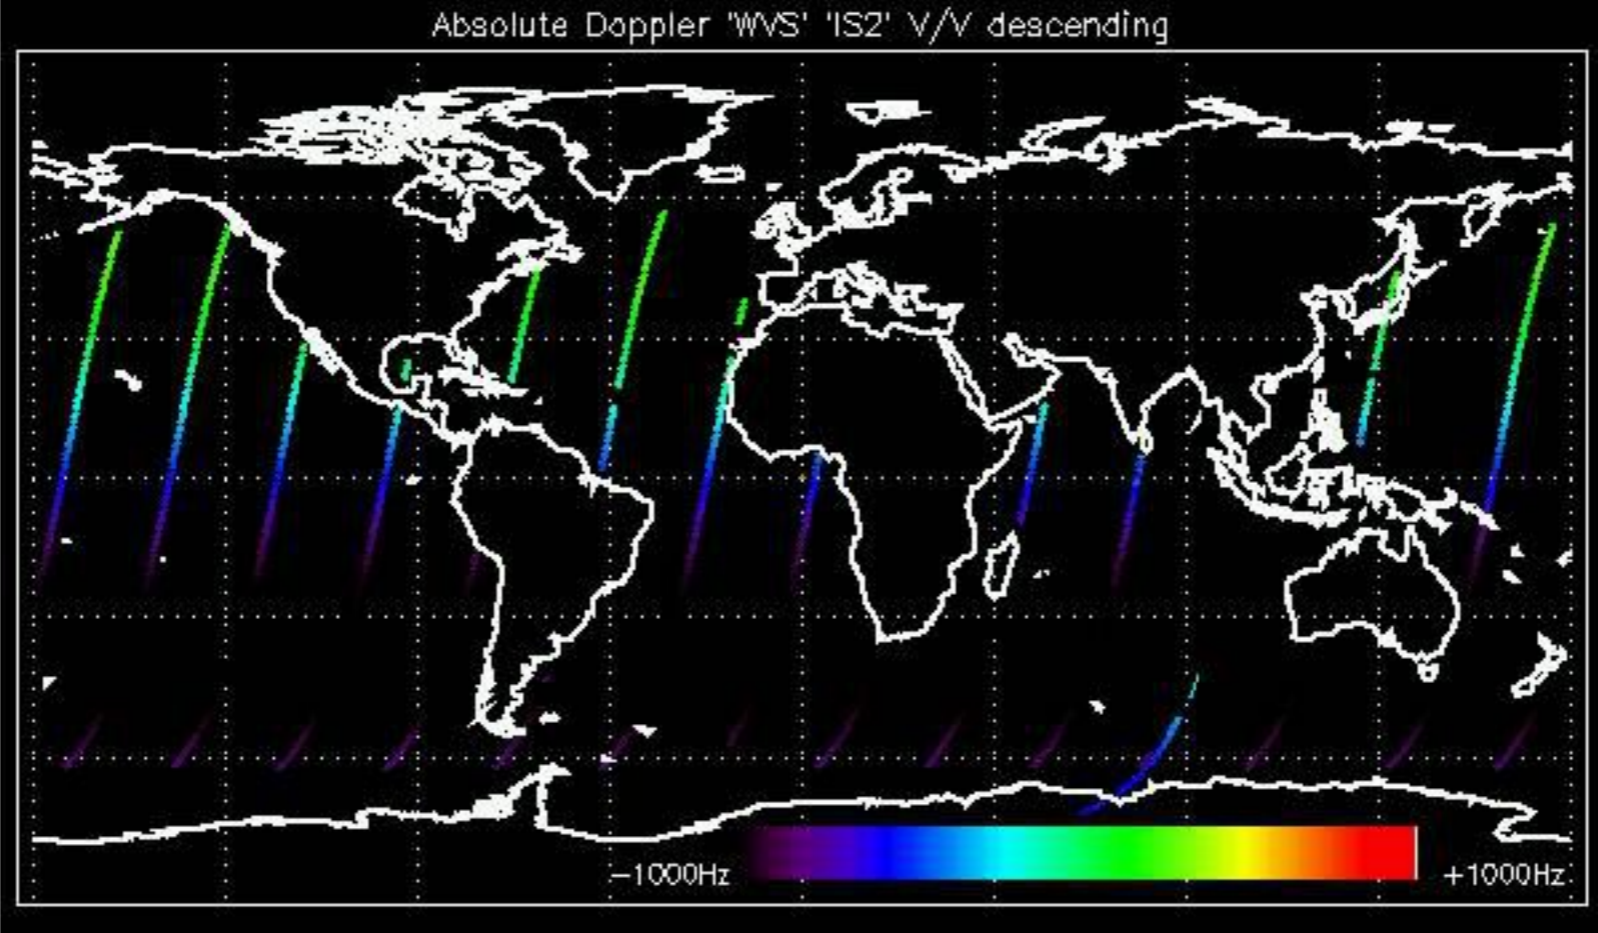 Absolute Doppler 'WVS' 'IS2' V/V descending
−1000Hz +1000Hz